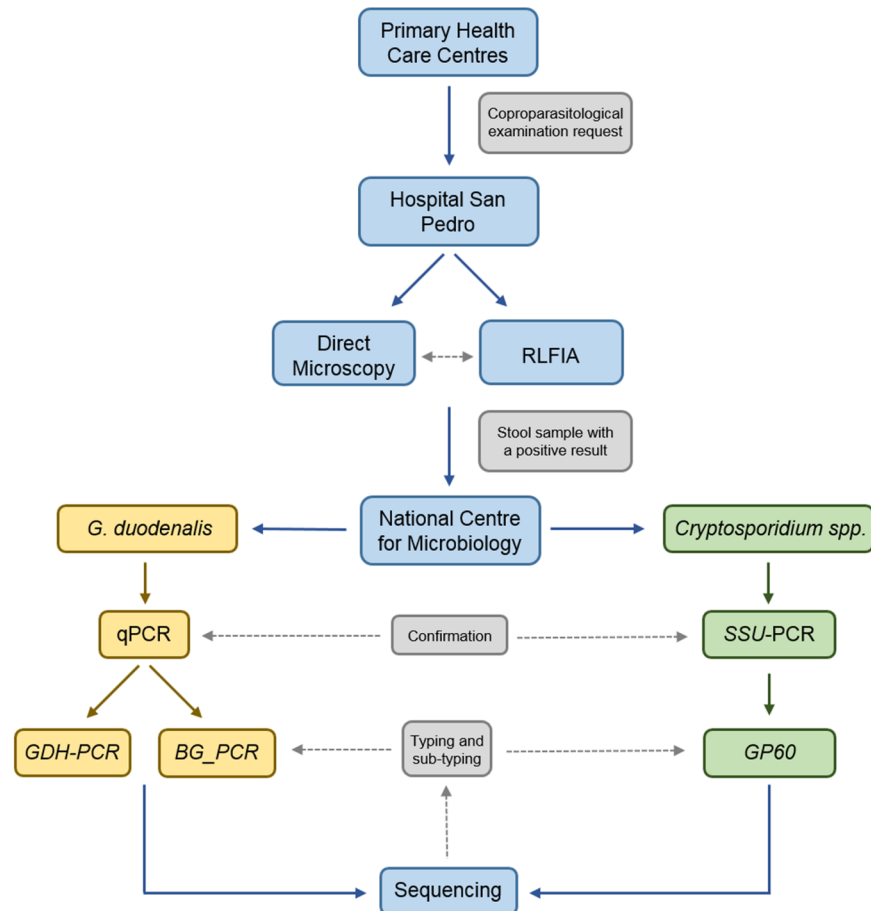 Primary Health
Care Centres
Coproparasitological
examination request
Hospital San
Pedro
Direct
Microscopy
RLFIA
Stool sample with
a positive result
G. duodenalis
National Centre
for Microbiology
Cryptosporidium spp.
qPCR
Confirmation
SSU-PCR
GDH-PCR
BG_PCR
Typing and
sub-typing
GP60
Sequencing